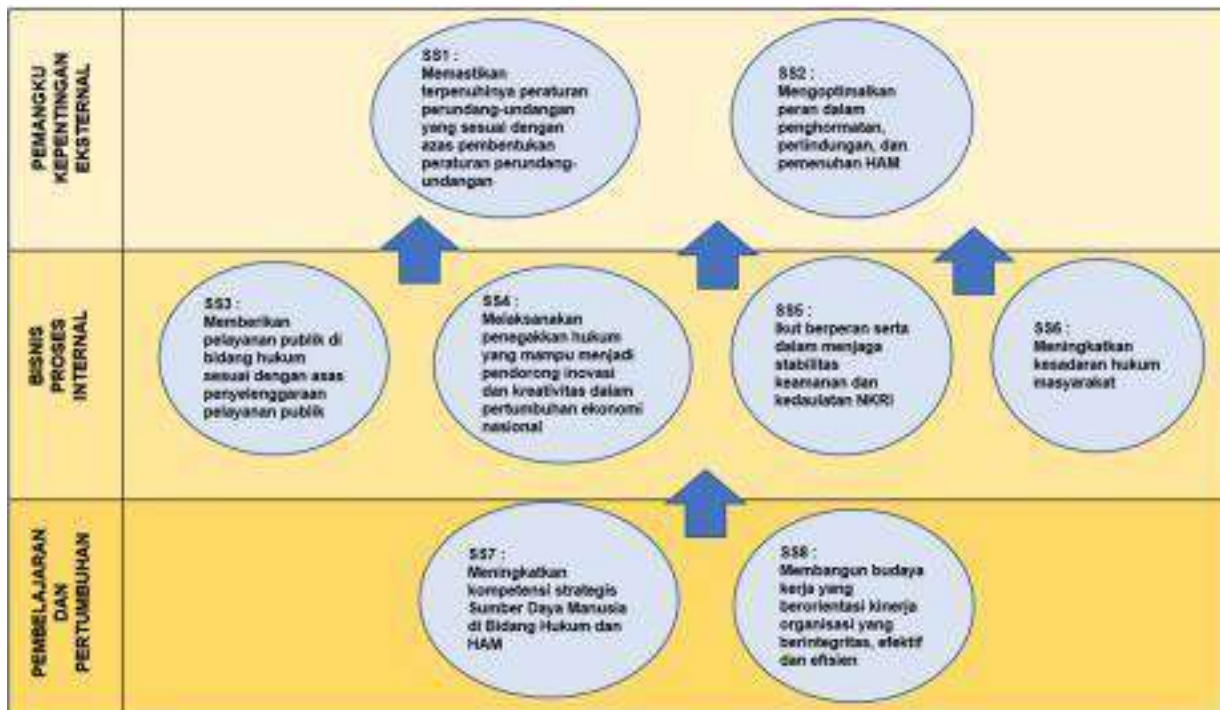 PEMANGKU
KEPENTINGAN
EKSTERNAL
SS1 :
Memastikan
terpenuhinya peraturan
perundang-undangan
yang sesuai dengan
azas pembentukan
peraturan perundang-
undangan
SS2 :
Mengoptimalkan
peran dalam
penghormatan,
perlindungan, dan
pemenuhan HAM
BISNIS
PROSES
INTERNAL
SS3 :
Memberikan
pelayanan publik di
bidang hukum
sesuai dengan asas
penyelenggaraan
pelayanan publik
SS4 :
Melaksanakan
penegakkan hukum
yang mampu menjadi
pendorong inovasi
dan kreativitas dalam
pertumbuhan ekonomi
nasional
SS5 :
Ikut berperan serta
dalam menjaga
stabilitas
keamanan dan
kedaulatan NKRI
SS6 :
Meningkatkan
kesadaran hukum
masyarakat
PEMBELAJARAN
DAN
PERTUMBUHAN
SS7 :
Meningkatkan
kompetensi strategis
Sumber Daya Manusia
di Bidang Hukum dan
HAM
SS8 :
Membangun budaya
kerja yang
berorientasi kinerja
organisasi yang
berintegritas, efektif
dan efisien